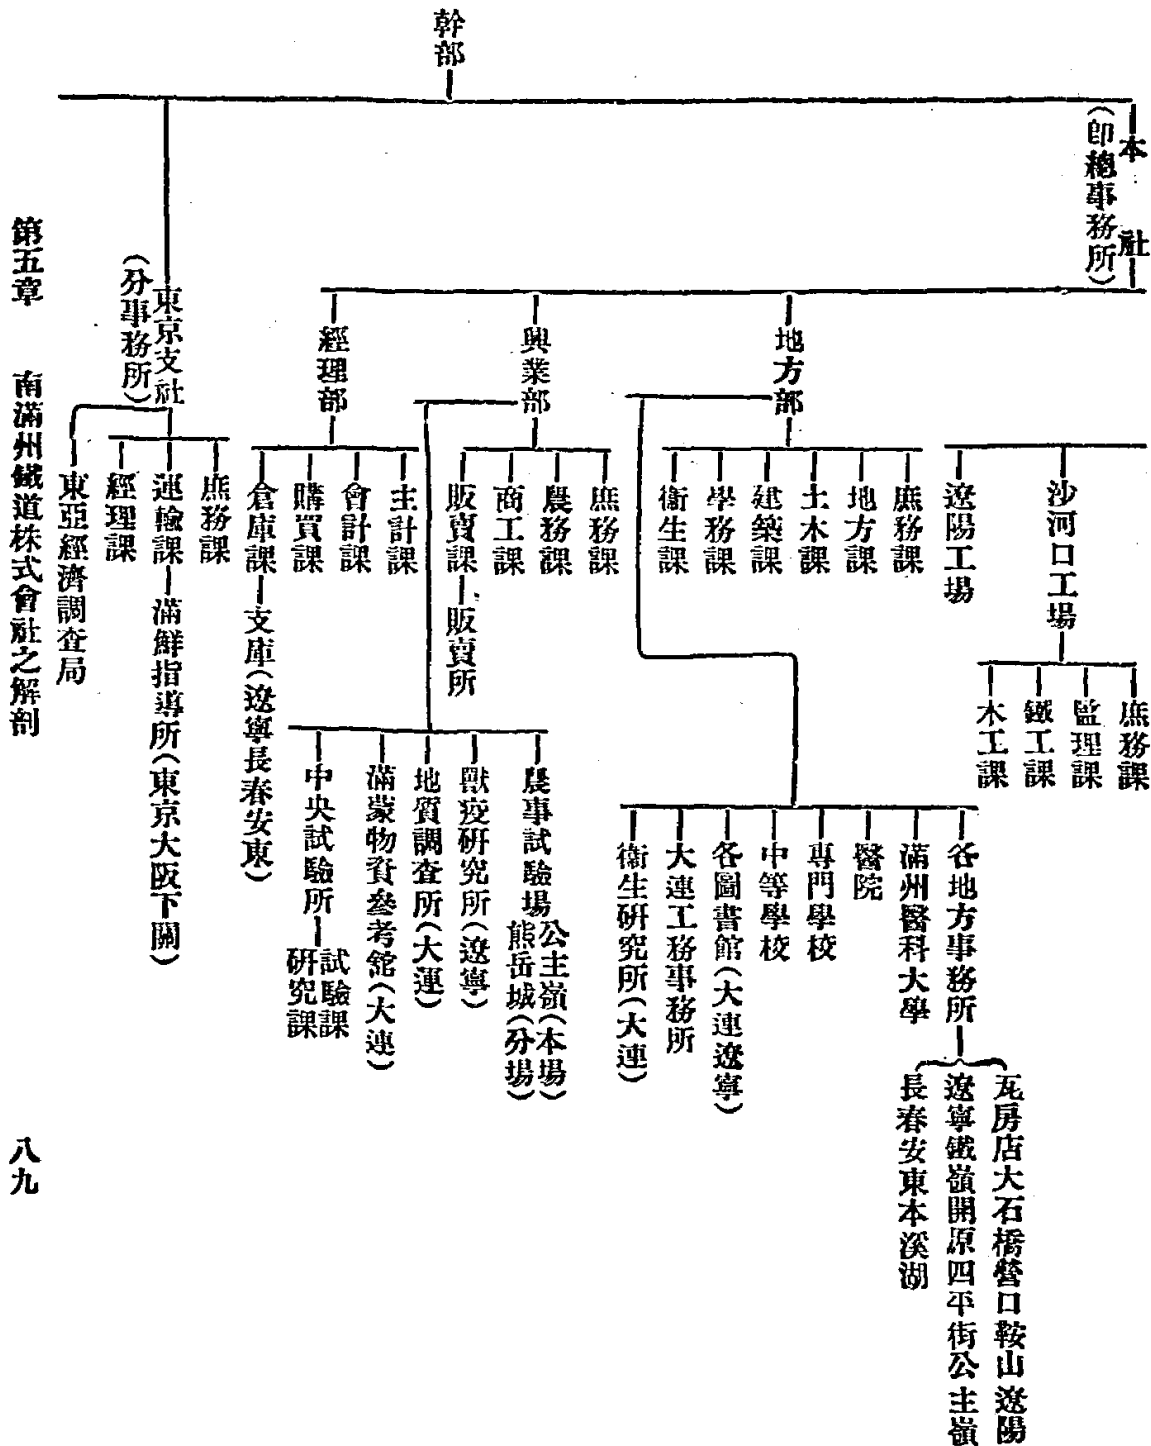 幹部
本社
(卽總事務所)
沙河口工場
庶務課
監理課
鐵工課
木工課
遼陽工場
地方部
庶務課
地方課
土木課
建築課
學務課
衞生課
各地方事務所
瓦房店大石橋營口鞍山遼陽
遼寧鐵嶺開原四平街公主嶺
長春安東本溪湖
滿州醫科大學
醫院
專門學校
中等學校
各圖書館(大連遼寧)
大連工務事務所
衞生硏究所(大連)
興業部
庶務課
農務課
商工課
販賣課
販賣所
農事試驗場
公主嶺(本場)
熊岳城(分場)
獸疫硏究所(遼寧)
地質調査所(大連)
滿蒙物資參考舘(大連)
中央試驗所
試驗課
硏究課
經理部
主計課
會計課
購買課
倉庫課
支庫(遼寧長春安東)
東京支社
(分事務所)
庶務課
運輸課
滿鮮指導所(東京大阪下關)
經理課
東亞經濟調查局
第五章　南滿州鐵道株式會社之解剖
八九